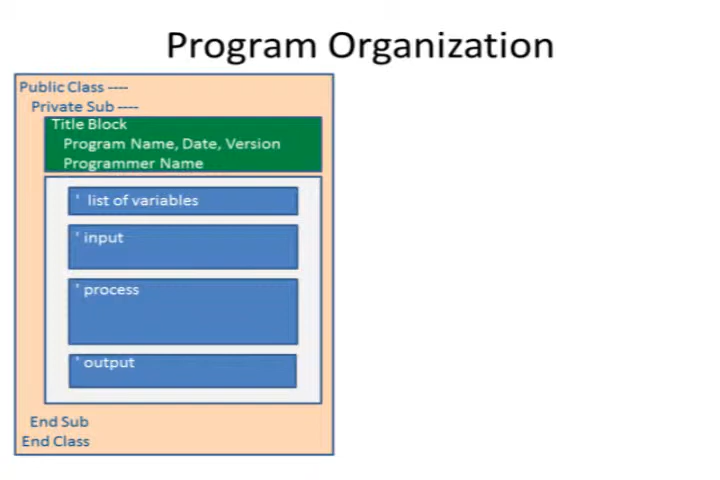 Program Organization
Public Class ----
Private Sub ----
Title Block
Program Name, Date, Version
Programmer Name
' list of variables
' input
' process
' output
End Sub
End Class